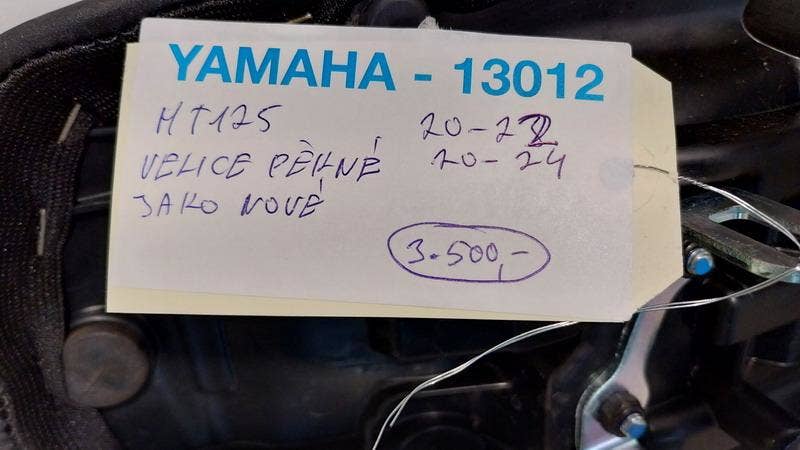 YAMAHA - 13012
MT125 20-22
VELICE PĚKNÉ 20-24
JAKO NOVÉ
3.500,-